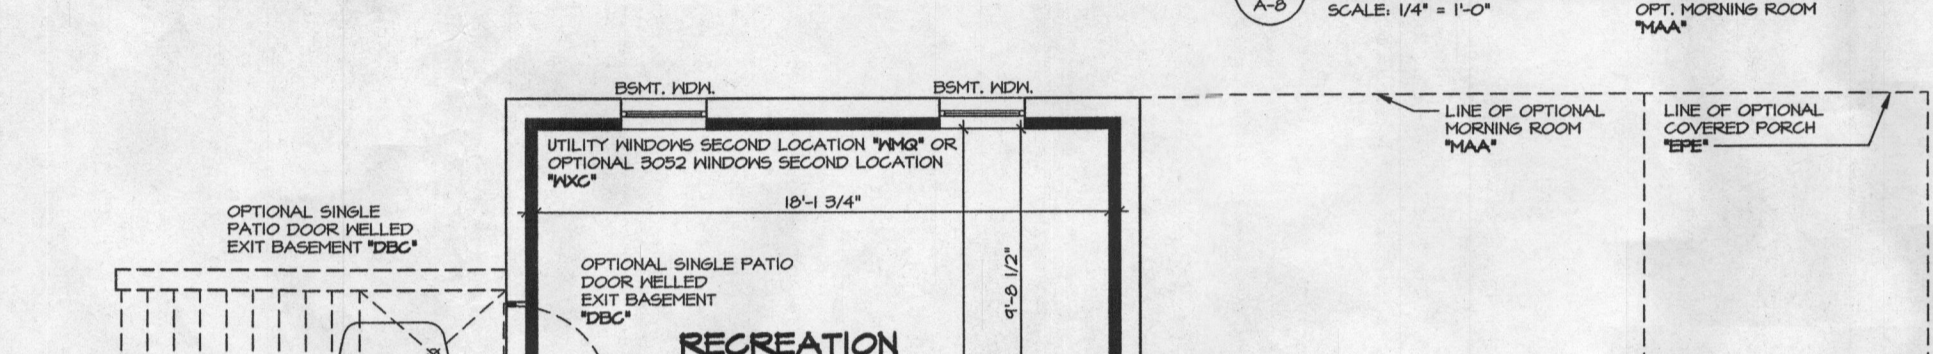 A-8
SCALE: 1/4" = 1'-0"
OPT. MORNING ROOM
"MAA"
BSMT. WDW.
BSMT. WDW.
LINE OF OPTIONAL
MORNING ROOM
"MAA"
LINE OF OPTIONAL
COVERED PORCH
"EPE"
UTILITY WINDOWS SECOND LOCATION "WMQ" OR
OPTIONAL 3052 WINDOWS SECOND LOCATION
"WXC"
18'-1 3/4"
OPTIONAL SINGLE
PATIO DOOR WELLED
EXIT BASEMENT "DBC"
OPTIONAL SINGLE PATIO
DOOR WELLED
EXIT BASEMENT
"DBC"
9'-8 1/2"
RECREATION